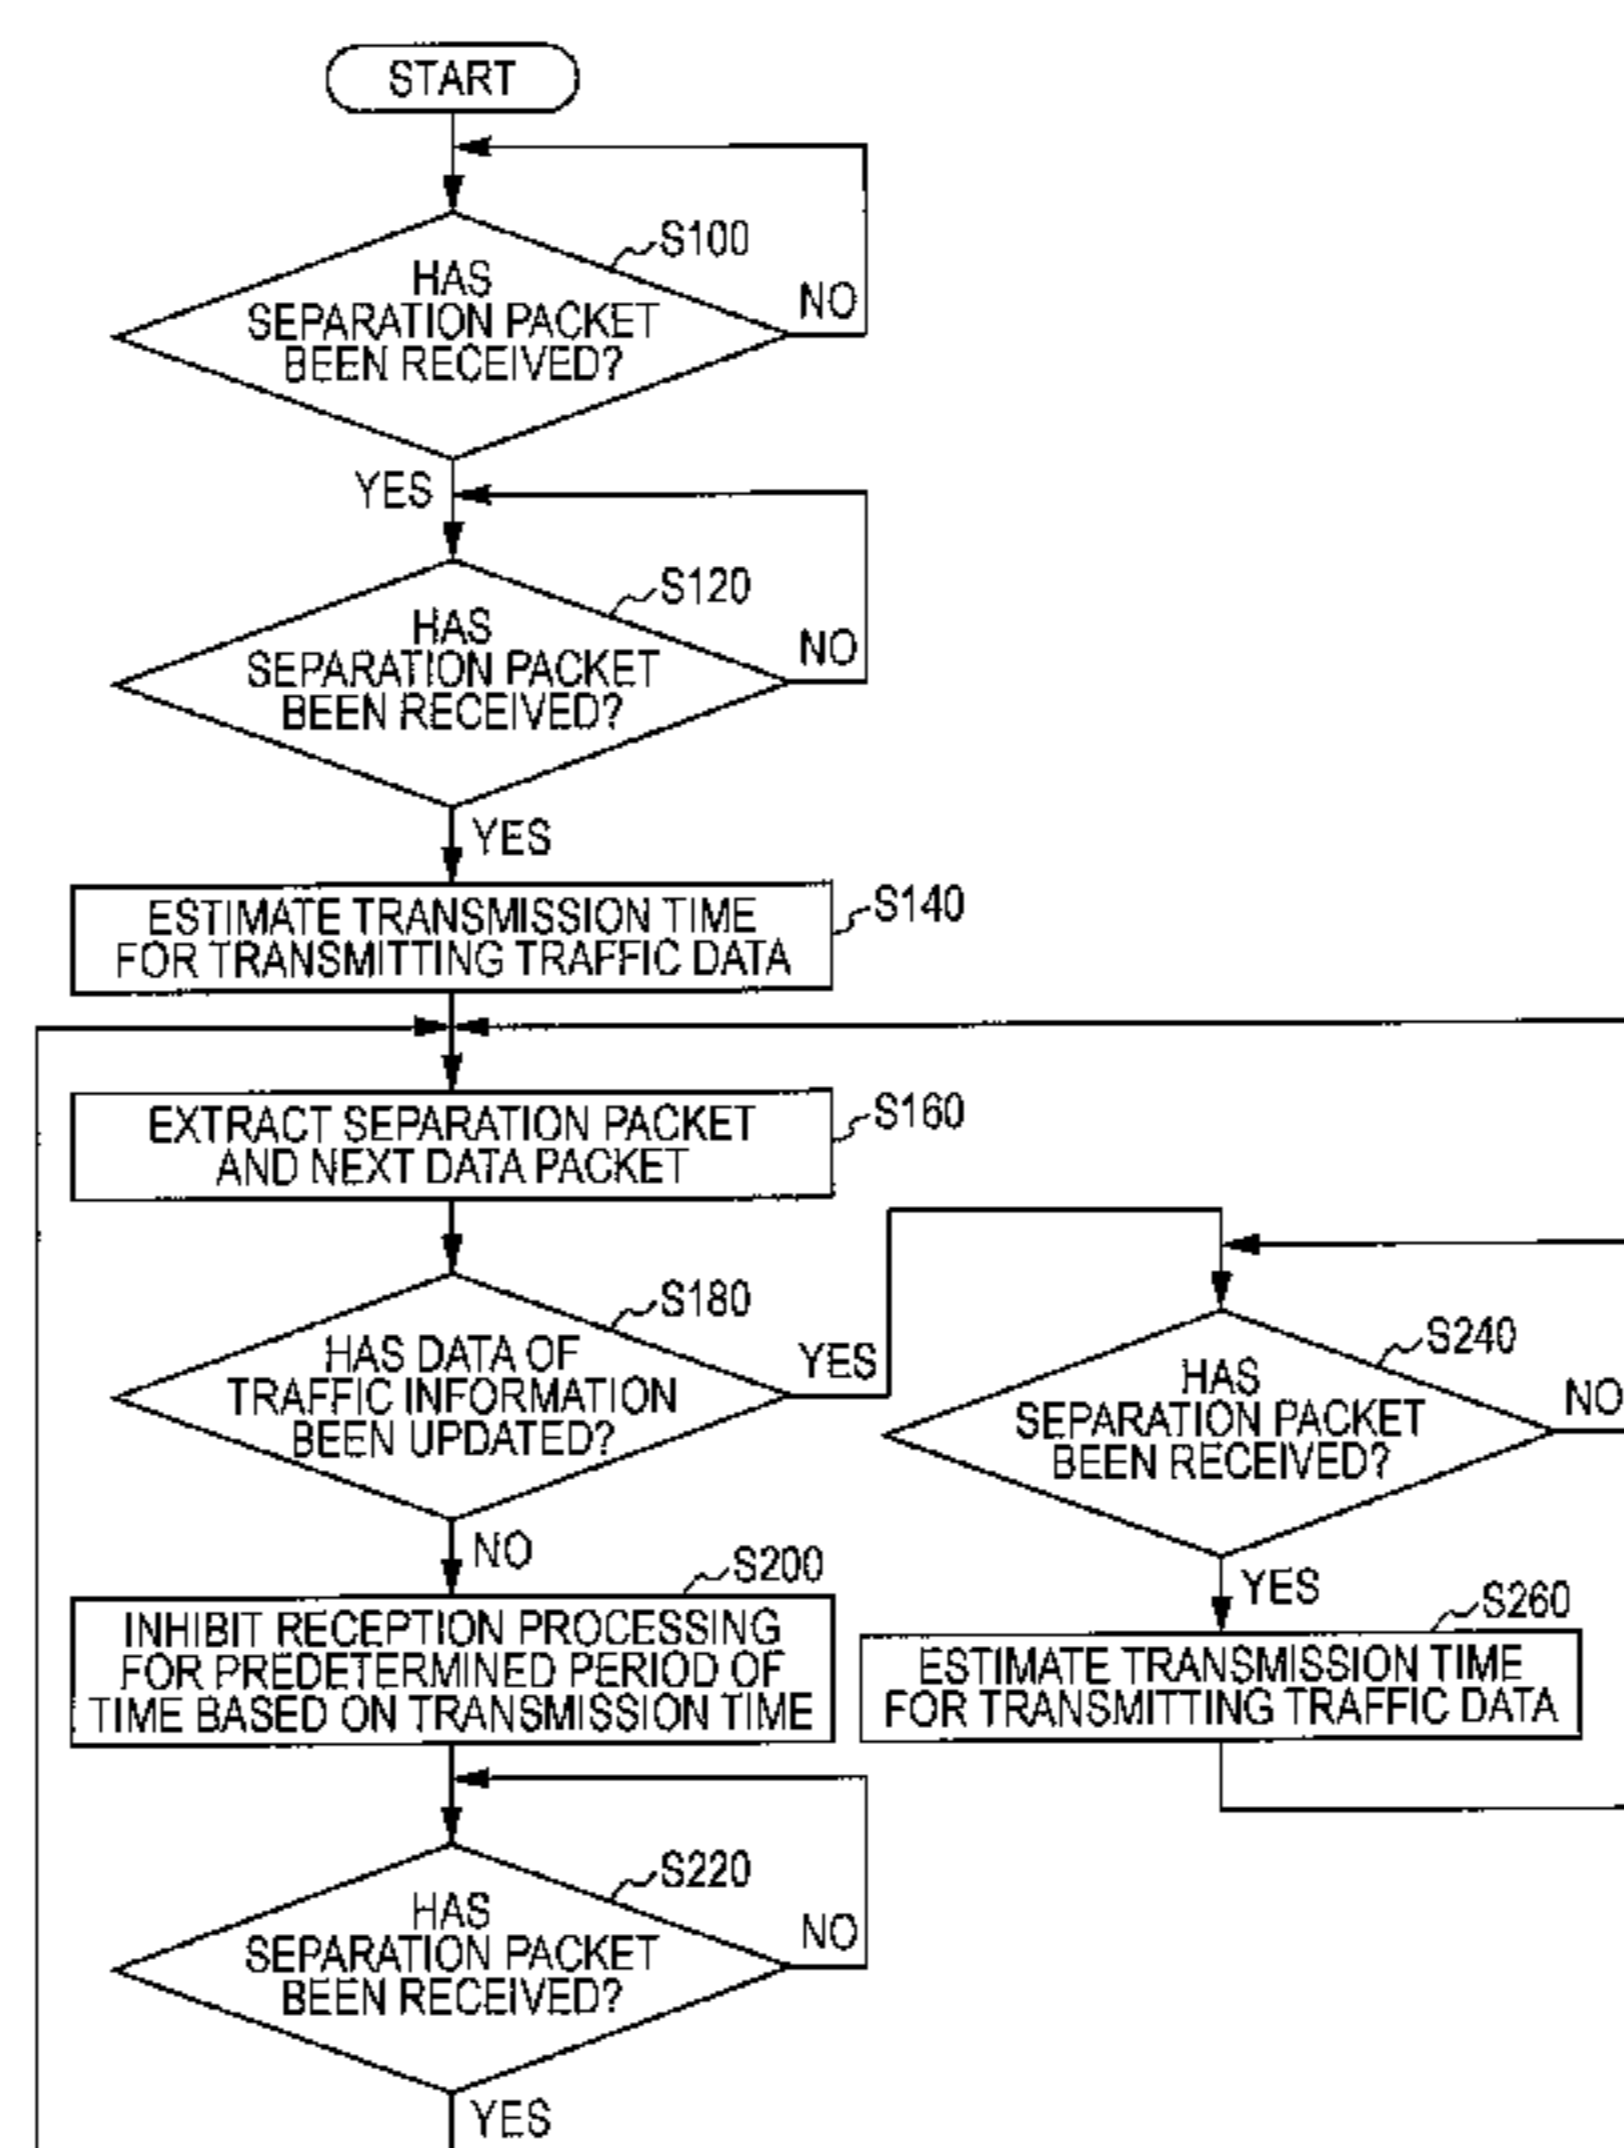 START
S100
HAS
SEPARATION PACKET
BEEN RECEIVED?
NO
YES
S120
HAS
SEPARATION PACKET
BEEN RECEIVED?
NO
YES
S140
ESTIMATE TRANSMISSION TIME
FOR TRANSMITTING TRAFFIC DATA
S160
EXTRACT SEPARATION PACKET
AND NEXT DATA PACKET
S180
HAS DATA OF
TRAFFIC INFORMATION
BEEN UPDATED?
YES
NO
S240
HAS
SEPARATION PACKET
BEEN RECEIVED?
NO
YES
S200
INHIBIT RECEPTION PROCESSING
FOR PREDETERMINED PERIOD OF
TIME BASED ON TRANSMISSION TIME
S260
ESTIMATE TRANSMISSION TIME
FOR TRANSMITTING TRAFFIC DATA
S220
HAS
SEPARATION PACKET
BEEN RECEIVED?
NO
YES